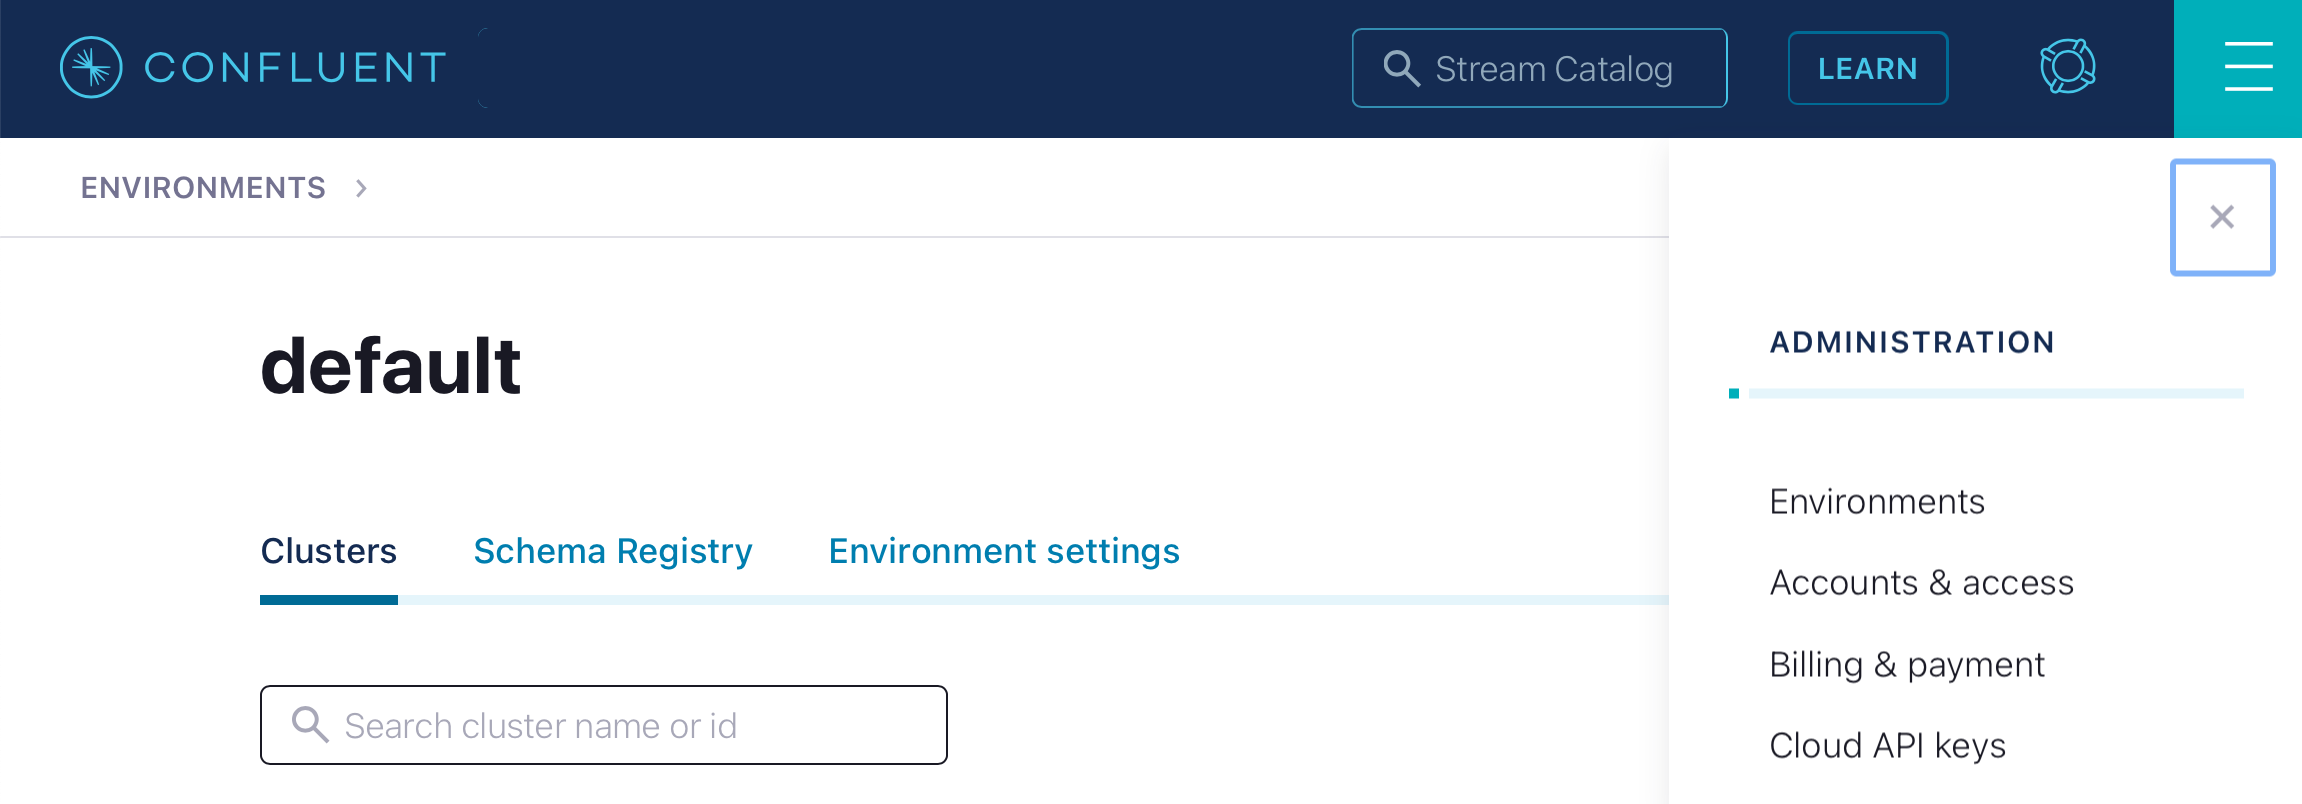 CONFLUENT
Stream Catalog
LEARN
ENVIRONMENTS
default
Clusters Schema Registry Environment settings
Search cluster name or id
ADMINISTRATION
Environments
Accounts & access
Billing & payment
Cloud API keys